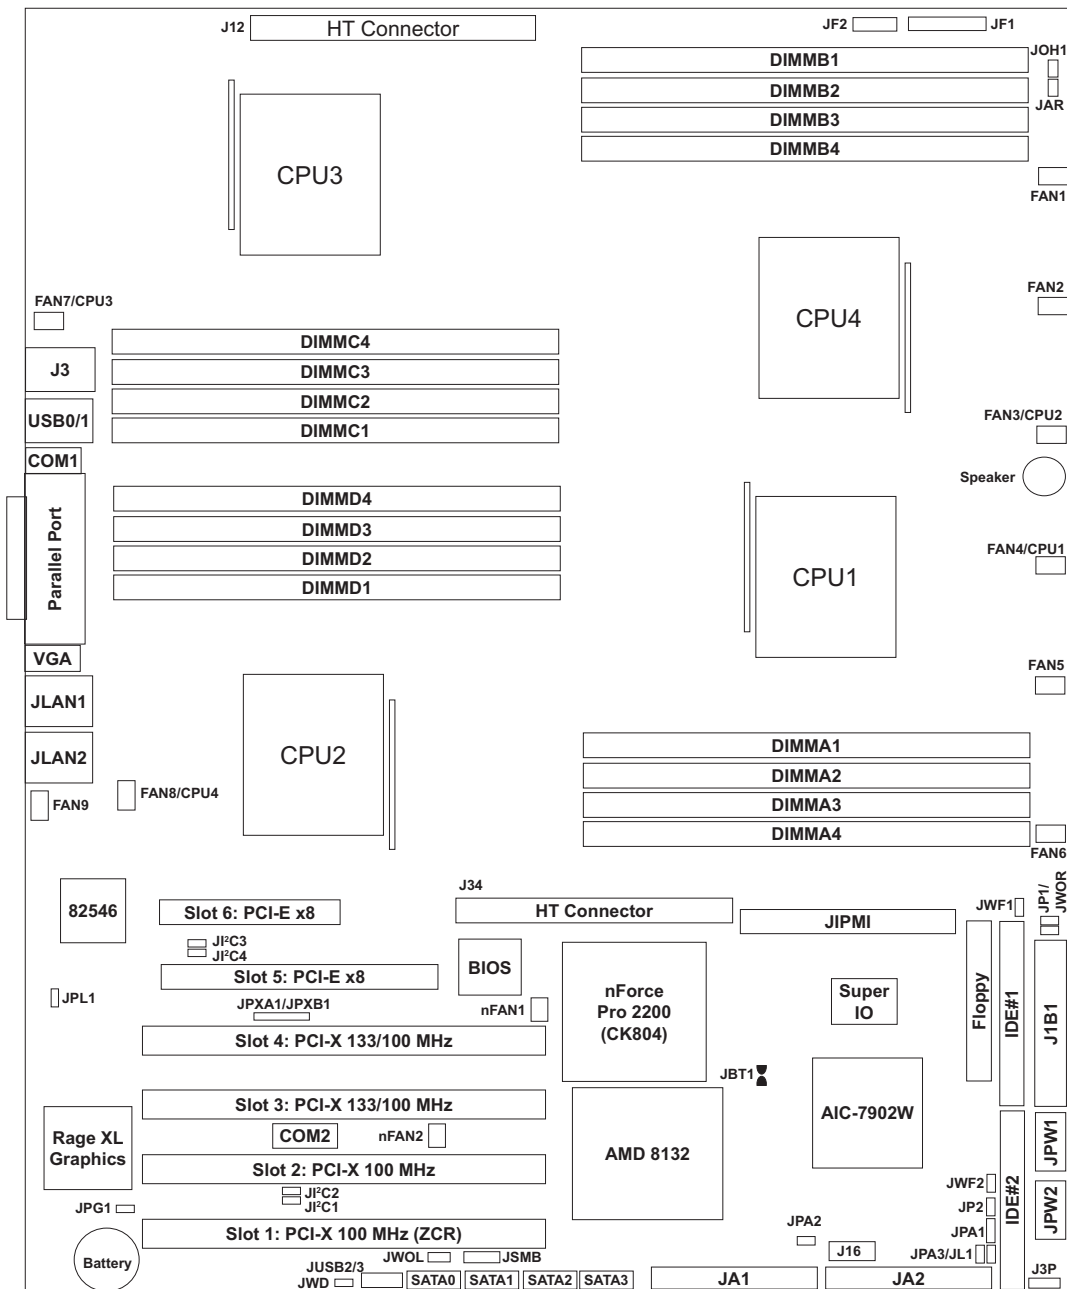 J12
HT Connector
JF2
JF1
JOH1
JAR
DIMMB1
DIMMB2
DIMMB3
DIMMB4
FAN1
CPU3
CPU4
FAN2
FAN7/CPU3
DIMMC4
DIMMC3
DIMMC2
DIMMC1
J3
USB0/1
COM1
FAN3/CPU2
Speaker
Parallel Port
DIMMD4
DIMMD3
DIMMD2
DIMMD1
CPU1
FAN4/CPU1
VGA
JLAN1
JLAN2
FAN5
CPU2
FAN9
FAN8/CPU4
DIMMA1
DIMMA2
DIMMA3
DIMMA4
FAN6
82546
J34
HT Connector
JIPMI
JWF1
JP1/
JWOR
Slot 6: PCI-E x8
JI²C3
JI²C4
Slot 5: PCI-E x8
BIOS
JPL1
JPXA1/JPXB1
nFAN1
nForce
Pro 2200
(CK804)
Super
IO
Floppy
IDE#1
J1B1
Slot 4: PCI-X 133/100 MHz
JBT1
Slot 3: PCI-X 133/100 MHz
AIC-7902W
Rage XL
Graphics
COM2
nFAN2
AMD 8132
JPW1
Slot 2: PCI-X 100 MHz
JI²C2
JI²C1
JPG1
JWF2
JP2
IDE#2
JPW2
Slot 1: PCI-X 100 MHz (ZCR)
JPA2
JPA1
Battery
JWOL
JSMB
J16
JPA3/JL1
JUSB2/3
JWD
SATA0
SATA1
SATA2
SATA3
JA1
JA2
J3P